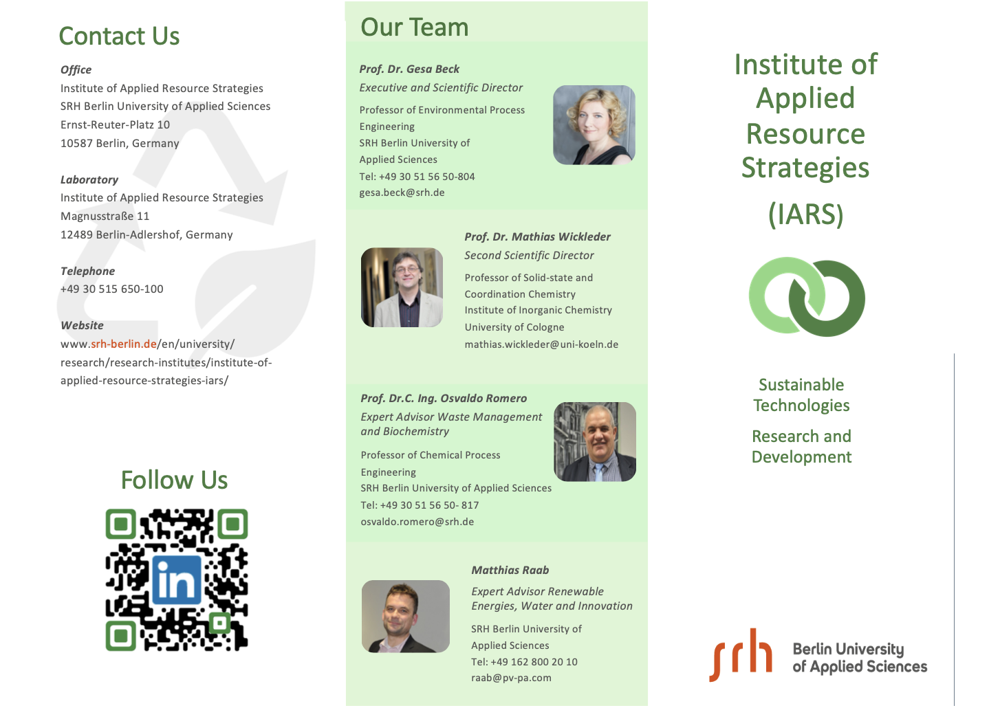 Contact Us
Office
Institute of Applied Resource Strategies
SRH Berlin University of Applied Sciences
Ernst-Reuter-Platz 10
10587 Berlin, Germany
Laboratory
Institute of Applied Resource Strategies
Magnusstraße 11
12489 Berlin-Adlershof, Germany
Telephone
+49 30 515 650-100
Website
www.srh-berlin.de/en/university/
research/research-institutes/institute-of-
applied-resource-strategies-iars/
Follow Us
in
Our Team
Prof. Dr. Gesa Beck
Executive and Scientific Director
Professor of Environmental Process
Engineering
SRH Berlin University of
Applied Sciences
Tel: +49 30 51 56 50-804
gesa.beck@srh.de
Prof. Dr. Mathias Wickleder
Second Scientific Director
Professor of Solid-state and
Coordination Chemistry
Institute of Inorganic Chemistry
University of Cologne
mathias.wickleder@uni-koeln.de
Prof. Dr.C. Ing. Osvaldo Romero
Expert Advisor Waste Management
and Biochemistry
Professor of Chemical Process
Engineering
SRH Berlin University of Applied Sciences
Tel: +49 30 51 56 50- 817
osvaldo.romero@srh.de
Matthias Raab
Expert Advisor Renewable
Energies, Water and Innovation
SRH Berlin University of
Applied Sciences
Tel: +49 162 800 20 10
raab@pv-pa.com
Institute of
Applied
Resource
Strategies
(IARS)
Sustainable
Technologies
Research and
Development
srh
Berlin University
of Applied Sciences